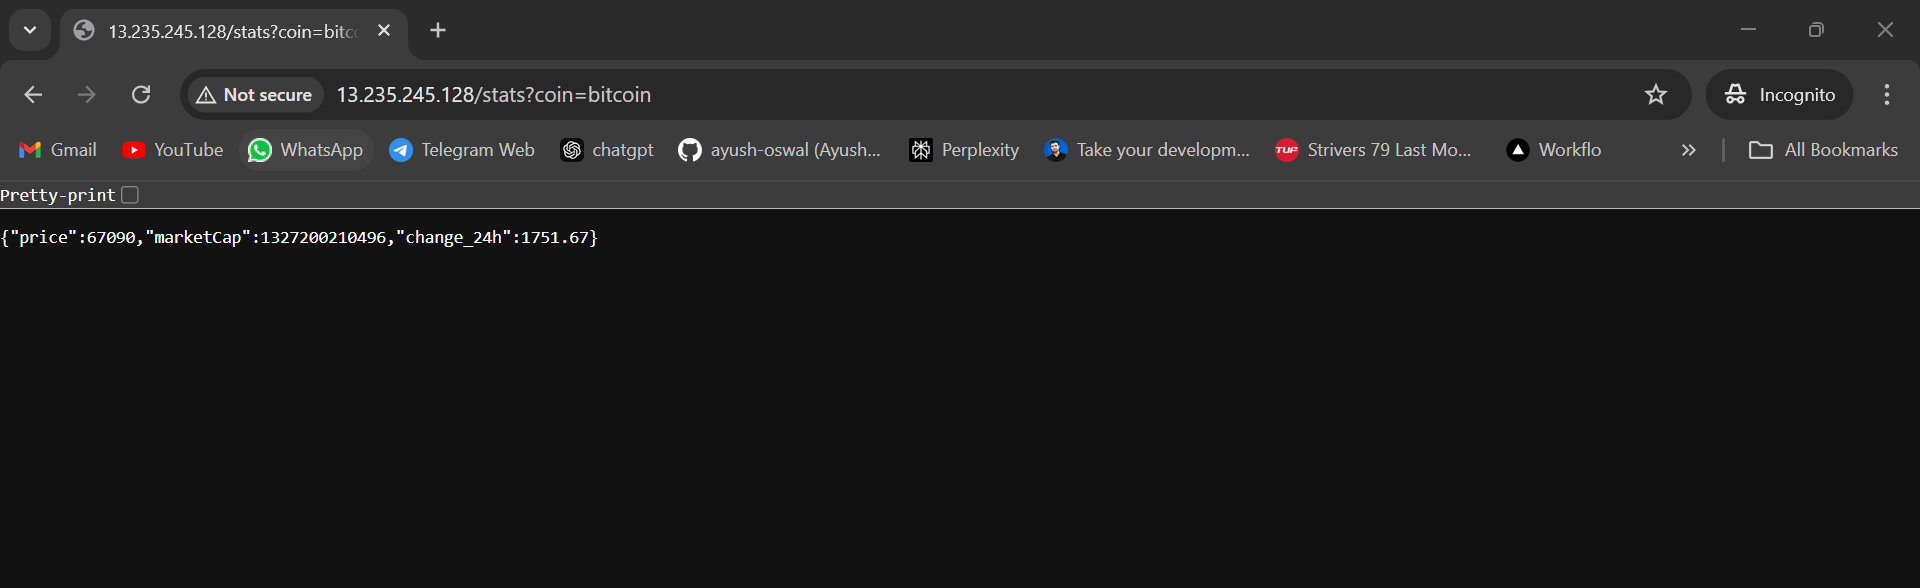 13.235.245.128/stats?coin=bitc
Not secure 13.235.245.128/stats?coin=bitcoin Incognito
Gmail YouTube WhatsApp Telegram Web chatgpt ayush-oswal (Ayush... Perplexity Take your developm... TUF Strivers 79 Last Mo... Workflo All Bookmarks
Pretty-print
{"price":67090,"marketCap":1327200210496,"change_24h":1751.67}